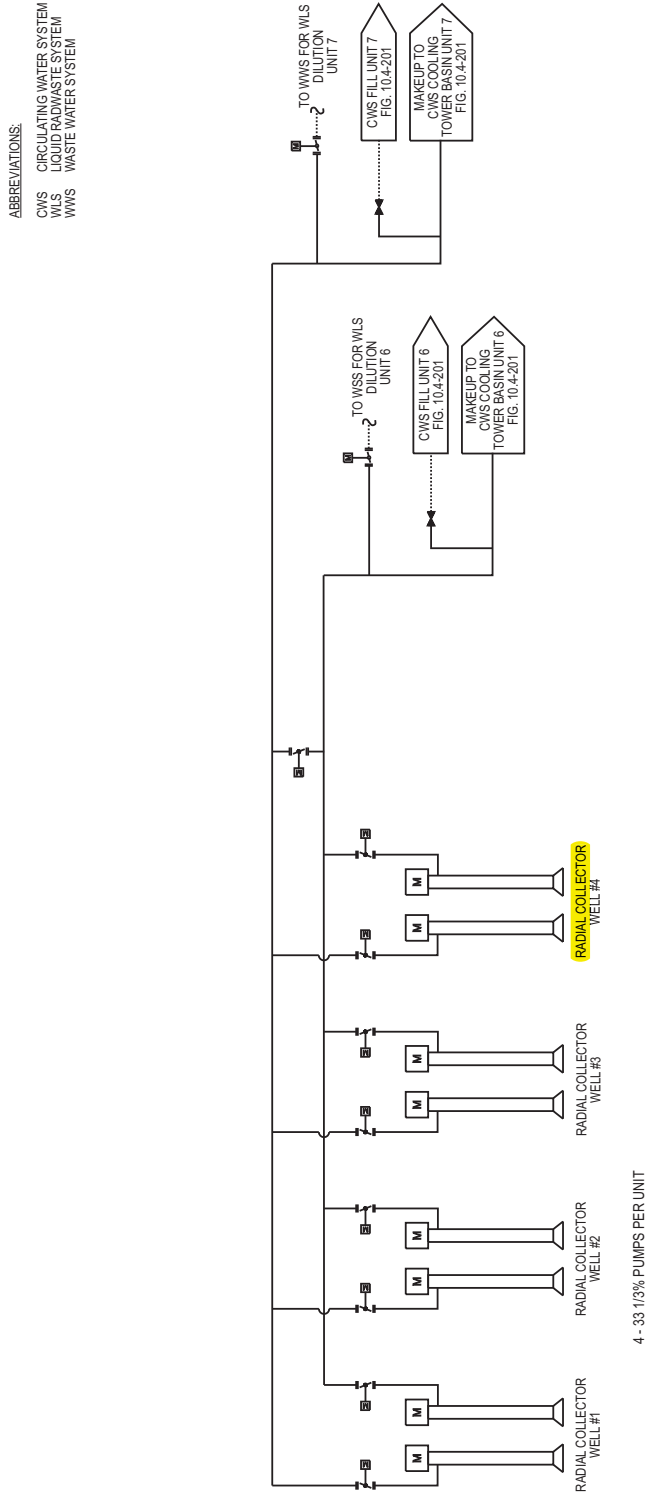 ABBREVIATIONS:
CWS CIRCULATING WATER SYSTEM
WLS LIQUID RADWASTE SYSTEM
WWS WASTE WATER SYSTEM
M
TO WWS FOR WLS
DILUTION
UNIT 7
CWS FILL UNIT 7
FIG. 10.4-201
MAKEUP TO
CWS COOLING
TOWER BASIN UNIT 7
FIG. 10.4-201
M
TO WSS FOR WLS
DILUTION
UNIT 6
CWS FILL UNIT 6
FIG. 10.4-201
MAKEUP TO
CWS COOLING
TOWER BASIN UNIT 6
FIG. 10.4-201
M
M
M
M
M
RADIAL COLLECTOR
WELL #4
M
M
M
M
RADIAL COLLECTOR
WELL #3
M
M
M
M
RADIAL COLLECTOR
WELL #2
M
M
M
M
RADIAL COLLECTOR
WELL #1
4 - 33 1/3% PUMPS PER UNIT